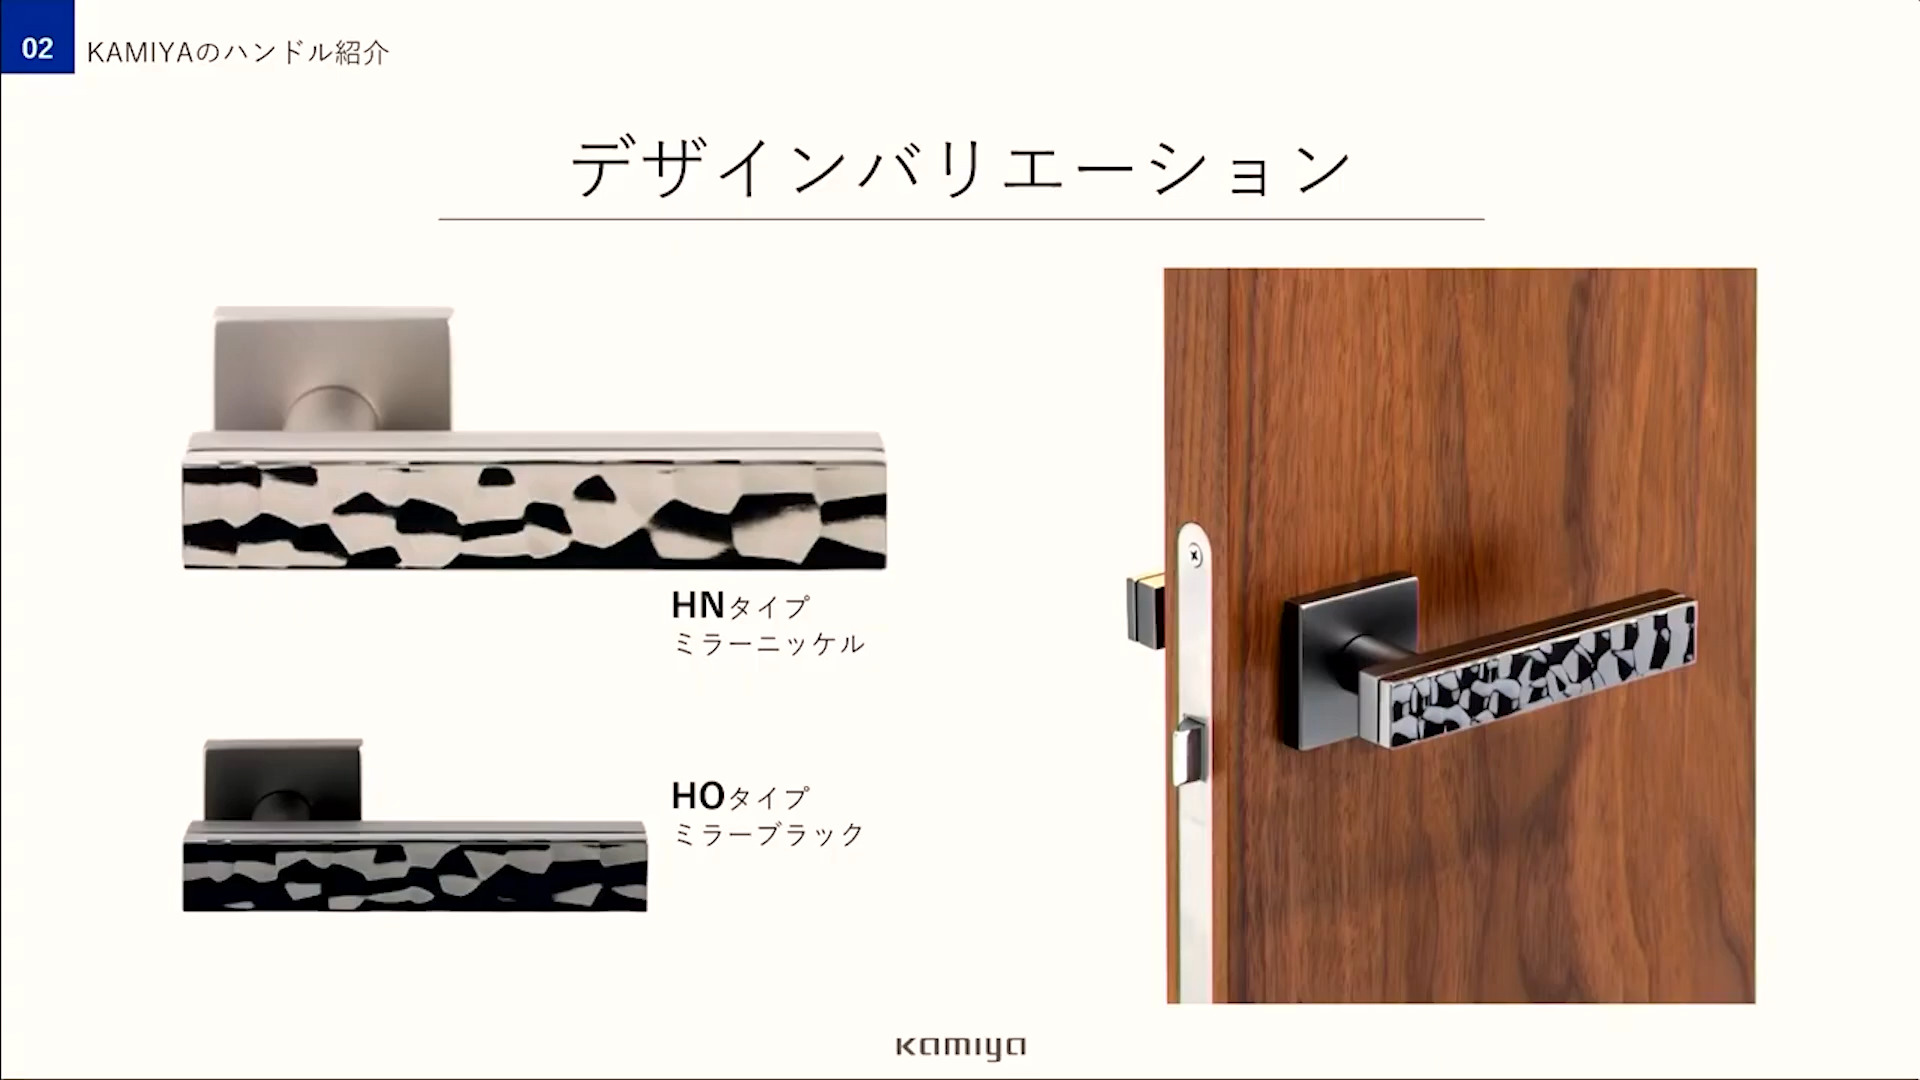 02
KAMIYAのハンドル紹介
デザインバリエーション
HNタイプ
ミラーニッケル
HOタイプ
ミラーブラック
kamiya